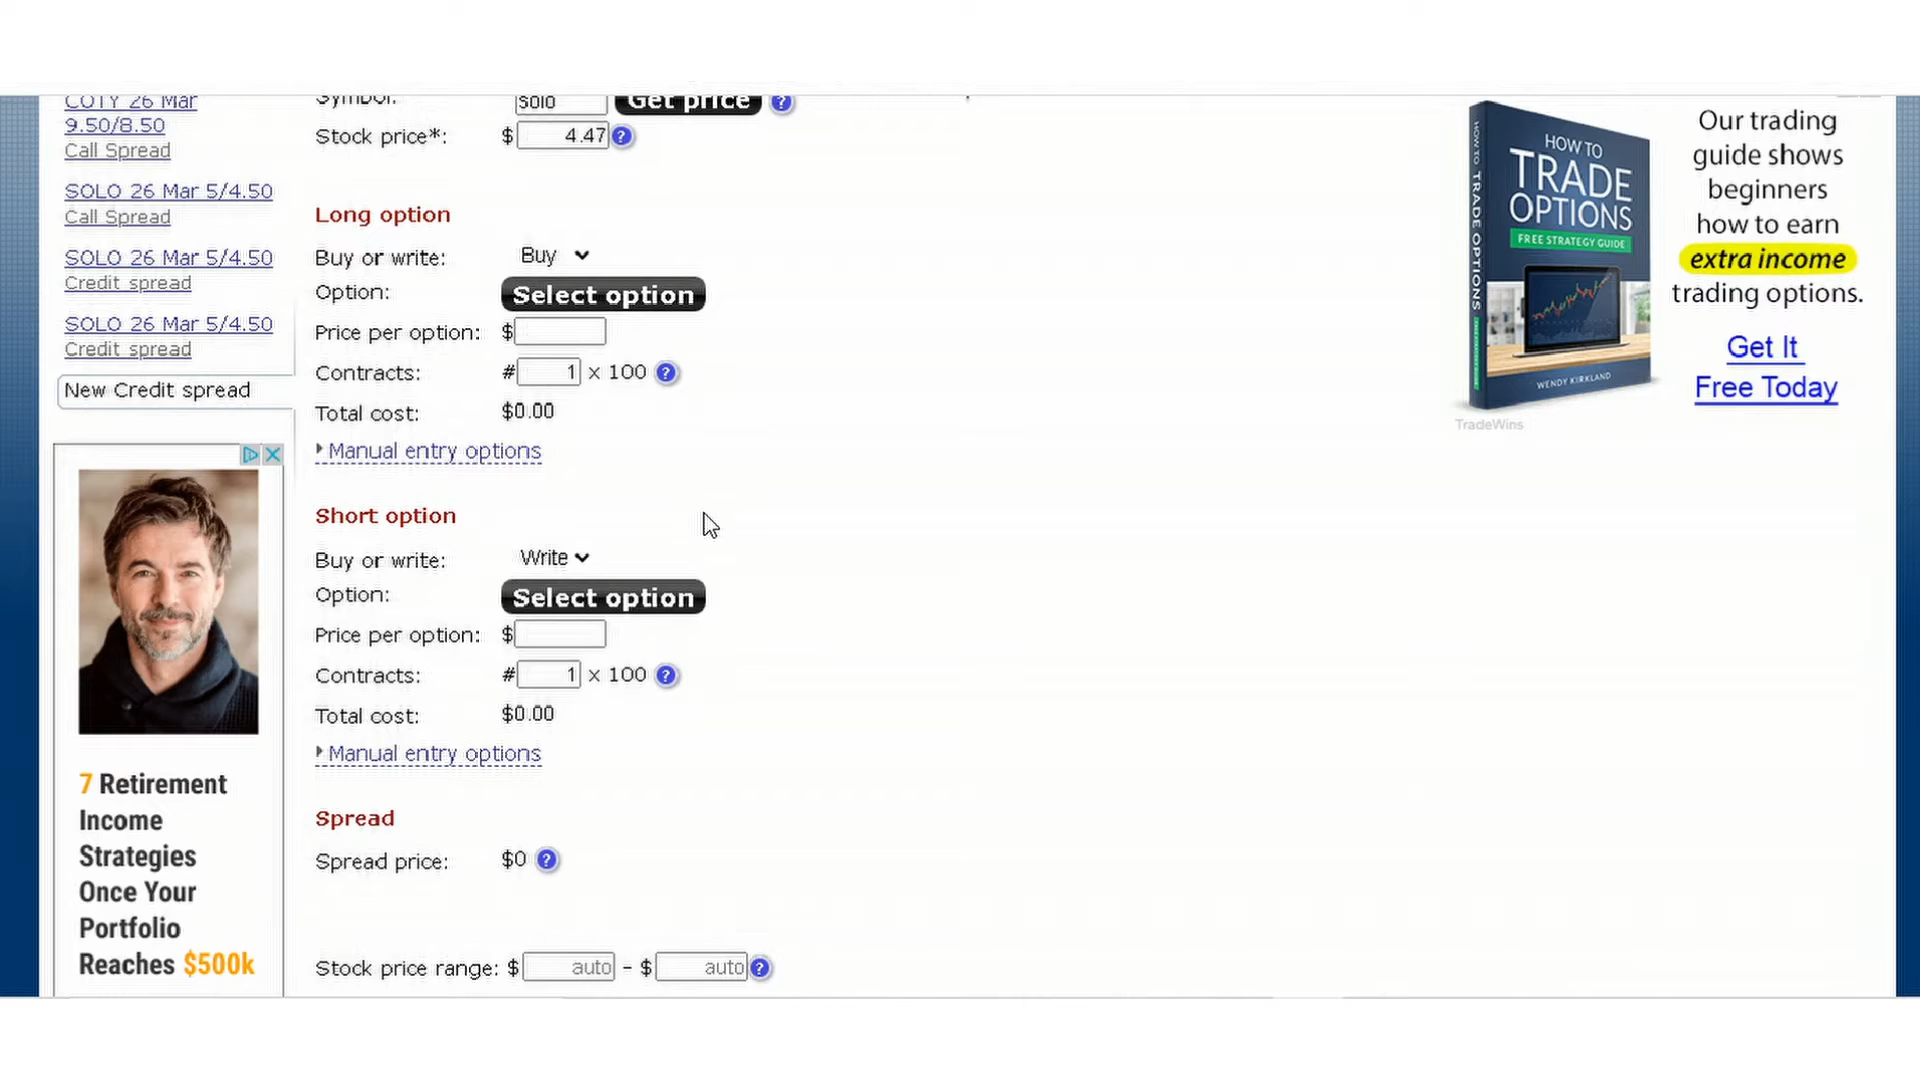 COTY 26 Mar
9.50/8.50
Call Spread
SOLO 26 Mar 5/4.50
Call Spread
SOLO 26 Mar 5/4.50
Credit spread
SOLO 26 Mar 5/4.50
Credit spread
New Credit spread
7 Retirement
Income
Strategies
Once Your
Portfolio
Reaches $500k
Symbol: solo Get price ?
Stock price*: $ 4.47 ?
Long option
Buy or write: Buy
Option: Select option
Price per option: $
Contracts: # 1 x 100 ?
Total cost: $0.00
Manual entry options
Short option
Buy or write: Write
Option: Select option
Price per option: $
Contracts: # 1 x 100 ?
Total cost: $0.00
Manual entry options
Spread
Spread price: $0 ?
Stock price range: $ auto - $ auto ?
HOW TO TRADE OPTIONS
HOW TO
TRADE
OPTIONS
FREE STRATEGY GUIDE
WENDY KIRKLAND
TradeWins
Our trading
guide shows
beginners
how to earn
extra income
trading options.
Get It
Free Today